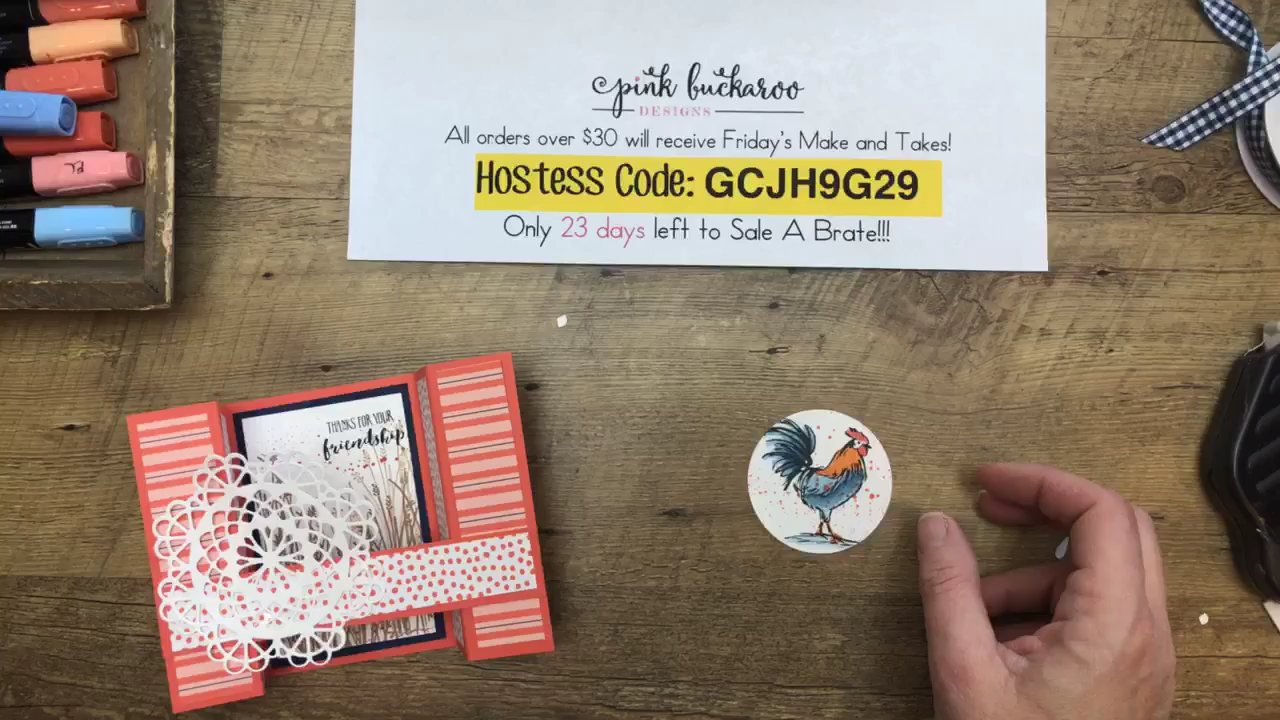 pink buckaroo
DESIGNS
All orders over $30 will receive Friday's Make and Takes!
Hostess Code: GCJH9G29
Only 23 days left to Sale A Brate!!!
THANKS FOR YOUR
friendship